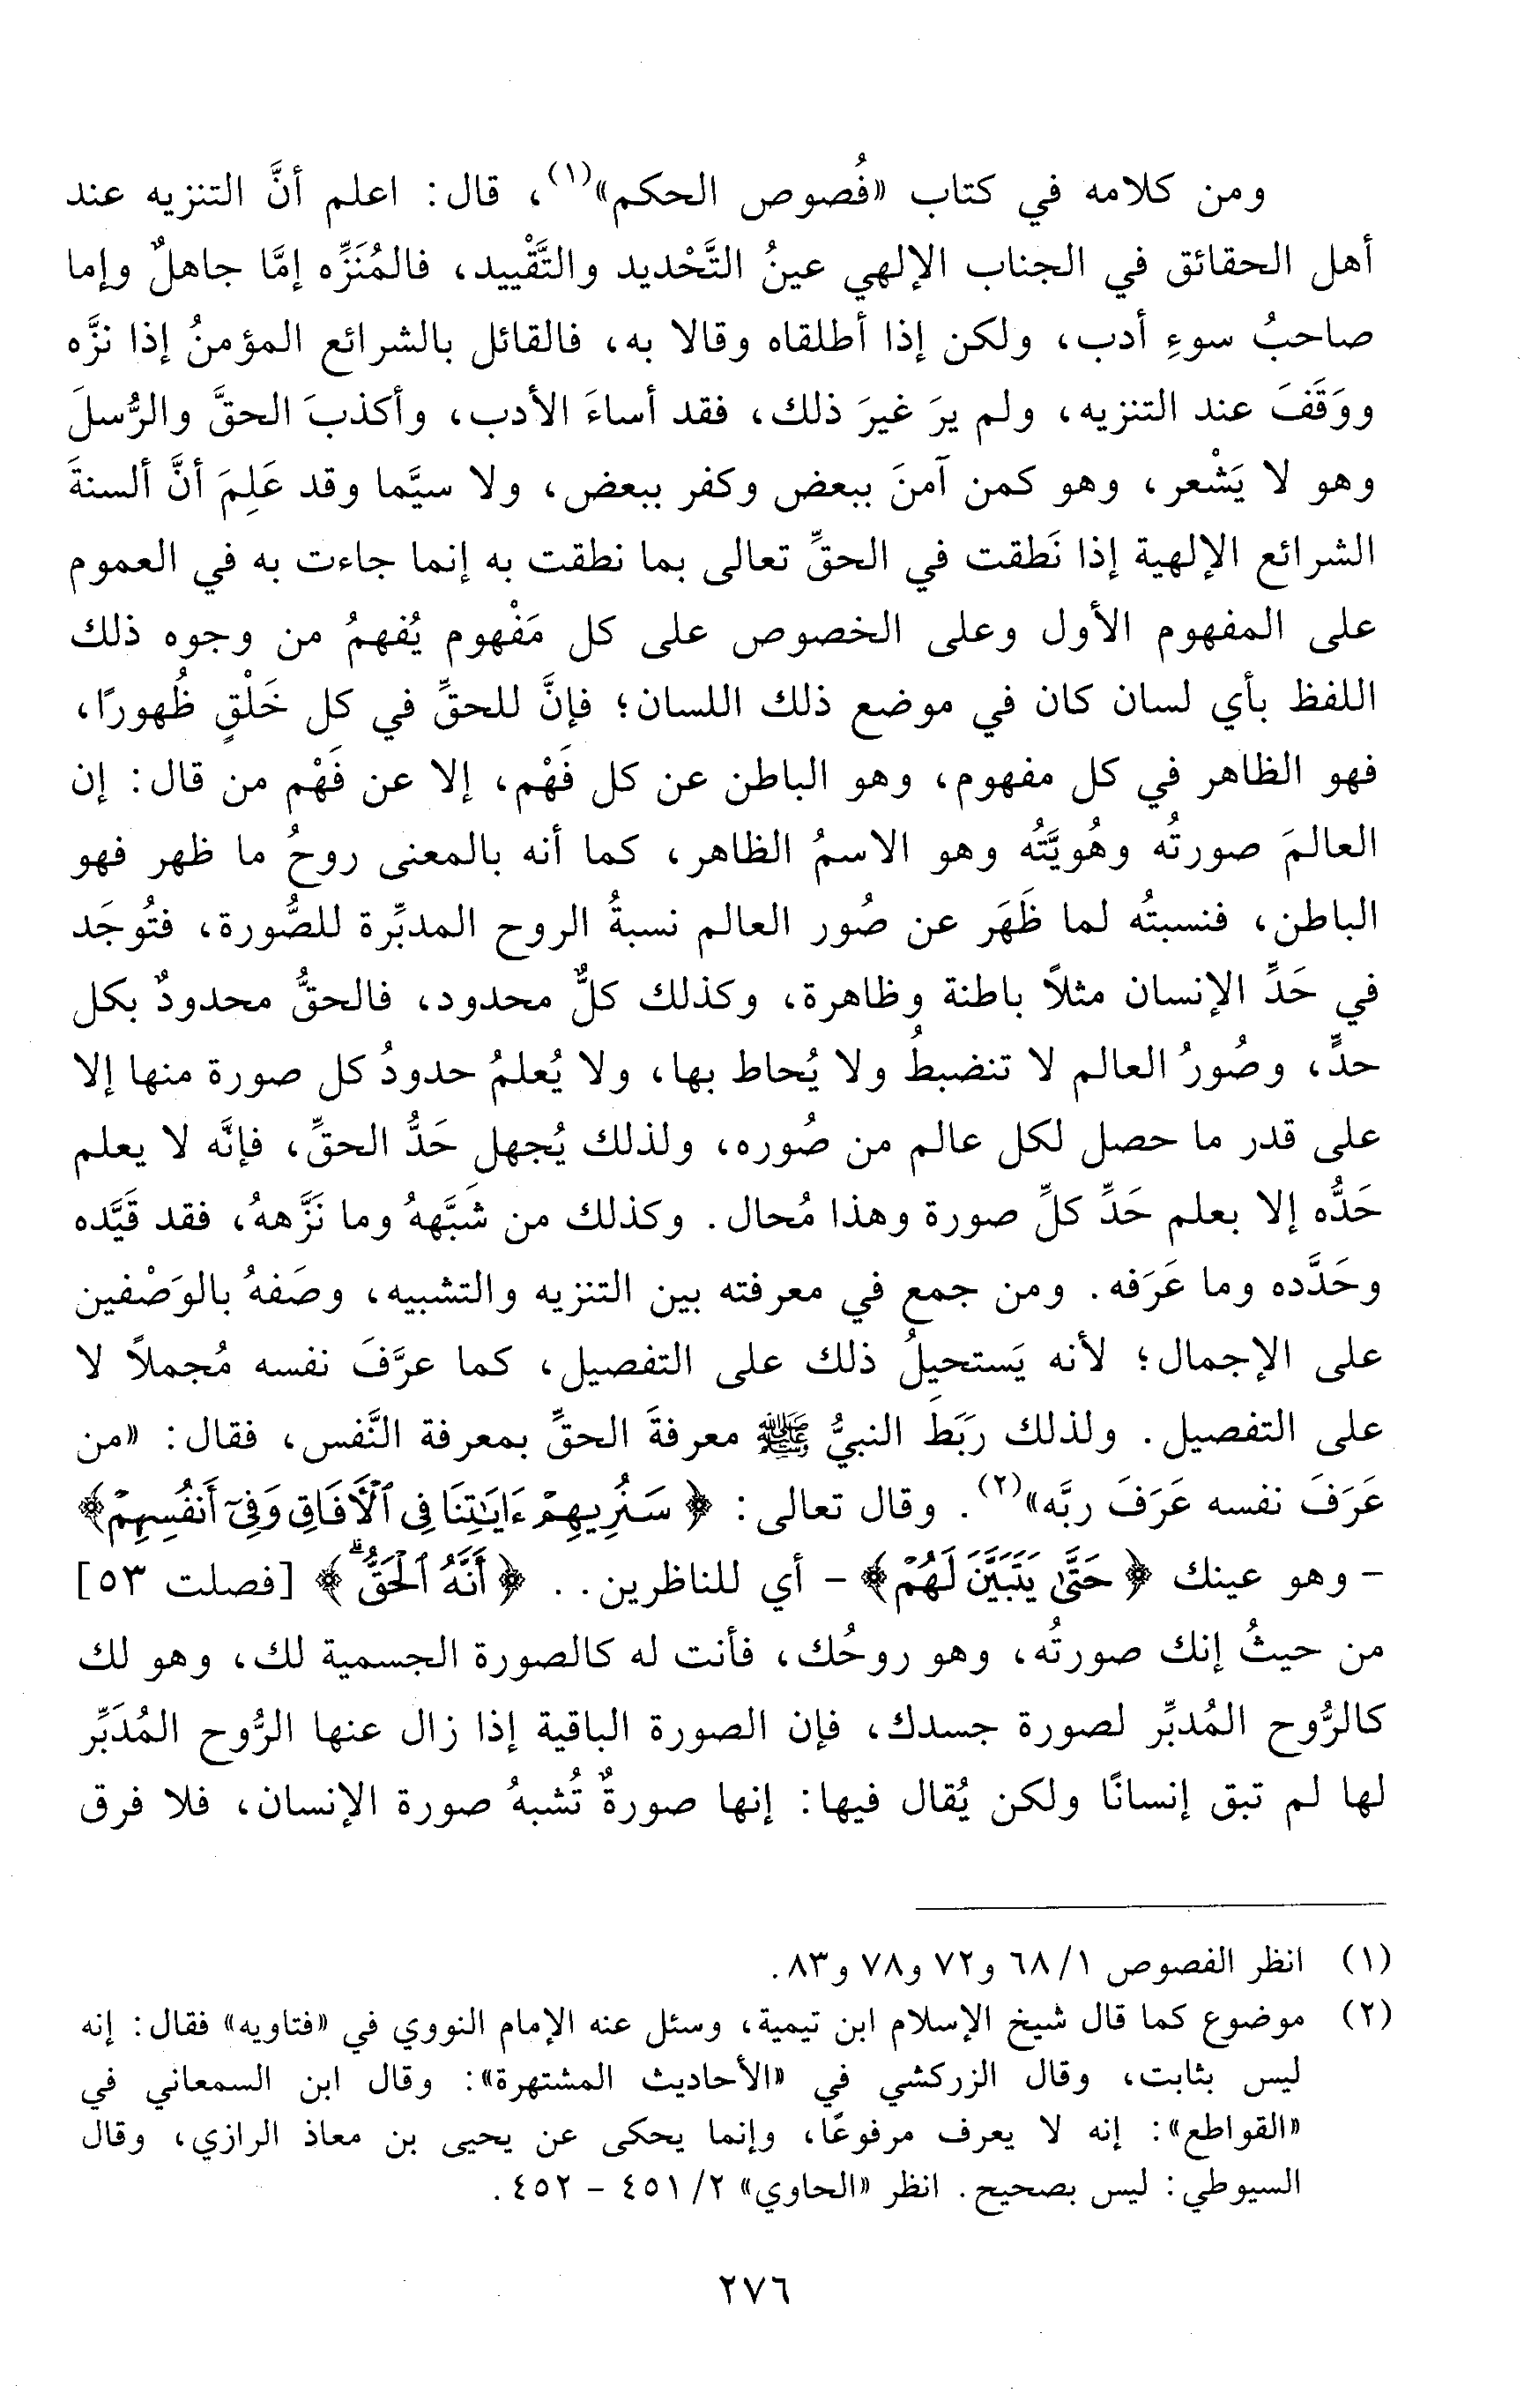 ومن كلامه في كتاب «فُصوص الحكم»(١)، قال: اعلم أنَّ التنزيه عند
أهل الحقائق في الجناب الإلهي عينُ التَّحْديد والتَّقْييد، فالمُنَزِّه إمَّا جاهلٌ وإما
صاحبُ سوءِ أدب، ولكن إذا أطلقاه وقالا به، فالقائل بالشرائع المؤمنُ إذا نزَّه
ووَقَفَ عند التنزيه، ولم يرَ غيرَ ذلك، فقد أساءَ الأدب، وأكذبَ الحقَّ والرُّسلَ
وهو لا يَشْعر، وهو كمن آمنَ ببعض وكفر ببعض، ولا سيَّما وقد عَلِمَ أنَّ ألسنةَ
الشرائع الإلهية إذا نَطقت في الحقِّ تعالى بما نطقت به إنما جاءت به في العموم
على المفهوم الأول وعلى الخصوص على كل مَفْهوم يُفهمُ من وجوه ذلك
اللفظ بأي لسان كان في موضع ذلك اللسان؛ فإنَّ للحقِّ في كل خَلْقٍ ظُهورًا،
فهو الظاهر في كل مفهوم، وهو الباطن عن كل فَهْم، إلا عن فَهْم من قال: إن
العالمَ صورتُه وهُويَّتُه وهو الاسمُ الظاهر، كما أنه بالمعنى روحُ ما ظهر فهو
الباطن، فنسبتُه لما ظَهَر عن صُور العالم نسبةُ الروح المدبِّرة للصُّورة، فتُوجَد
في حَدِّ الإنسان مثلاً باطنة وظاهرة، وكذلك كلٌّ محدود، فالحقُّ محدودٌ بكل
حدٍّ، وصُورُ العالم لا تنضبطُ ولا يُحاط بها، ولا يُعلمُ حدودُ كل صورة منها إلا
على قدر ما حصل لكل عالم من صُوره، ولذلك يُجهل حَدُّ الحقِّ، فإنَّه لا يعلم
حَدُّه إلا بعلم حَدِّ كلِّ صورة وهذا مُحال. وكذلك من شَبَّههُ وما نَزَّههُ، فقد قَيَّده
وحَدَّده وما عَرَفه. ومن جمع في معرفته بين التنزيه والتشبيه، وصَفهُ بالوَصْفين
على الإجمال؛ لأنه يَستحيلُ ذلك على التفصيل، كما عرَّفَ نفسه مُجملاً لا
على التفصيل. ولذلك رَبَطَ النبيُّ ﷺ معرفةَ الحقِّ بمعرفة النَّفس، فقال: «من
عَرَفَ نفسه عَرَفَ ربَّه»(٢). وقال تعالى: ﴿سَنُرِيهِمْ ءَايَٰتِنَا فِى ٱلْأَفَاقِ وَفِىٓ أَنفُسِهِمْ﴾
- وهو عينك ﴿حَتَّىٰ يَتَبَيَّنَ لَهُمْ﴾ - أي للناظرين.. ﴿أَنَّهُ ٱلْحَقُّ ۗ﴾ [فصلت ٥٣]
من حيثُ إنك صورتُه، وهو روحُك، فأنت له كالصورة الجسمية لك، وهو لك
كالرُّوح المُدبِّر لصورة جسدك، فإن الصورة الباقية إذا زال عنها الرُّوح المُدَبِّر
لها لم تبق إنسانًا ولكن يُقال فيها: إنها صورةٌ تُشبهُ صورة الإنسان، فلا فرق
(١) انظر الفصوص ٦٨/١ و٧٢ و٧٨ و٨٣.
(٢) موضوع كما قال شيخ الإسلام ابن تيمية، وسئل عنه الإمام النووي في «فتاويه» فقال: إنه
ليس بثابت، وقال الزركشي في «الأحاديث المشتهرة»: وقال ابن السمعاني في
«القواطع»: إنه لا يعرف مرفوعًا، وإنما يحكى عن يحيى بن معاذ الرازي، وقال
السيوطي: ليس بصحيح. انظر «الحاوي» ٤٥١/٢ - ٤٥٢.
٢٧٦